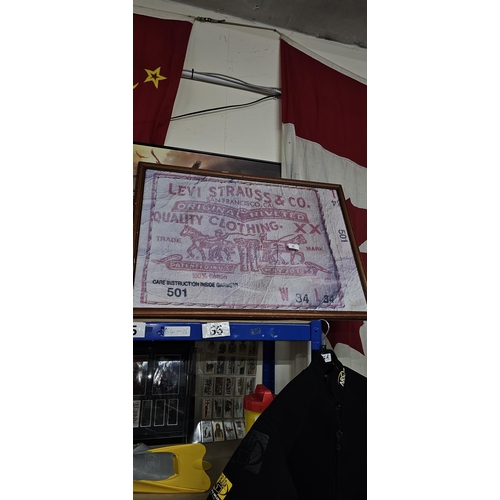 LEVI STRAUSS & CO.
SAN FRANCISCO
ORIGINAL RIVETED
QUALITY CLOTHING. XX
TRADE MARK
CARE INSTRUCTION INSIDE GARMENT
501
W 34 L 34
501
56